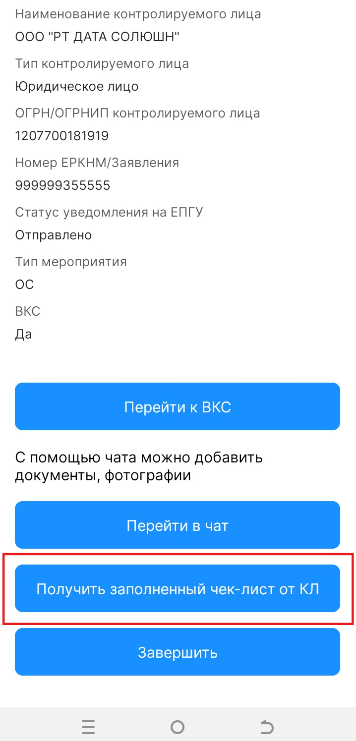 Наименование контролируемого лица
ООО "РТ ДАТА СОЛЮШН"
Тип контролируемого лица
Юридическое лицо
ОГРН/ОГРНИП контролируемого лица
1207700181919
Номер ЕРКНМ/Заявления
999999355555
Статус уведомления на ЕПГУ
Отправлено
Тип мероприятия
ОС
ВКС
Да
Перейти к ВКС
С помощью чата можно добавить
документы, фотографии
Перейти в чат
Получить заполненный чек-лист от КЛ
Завершить